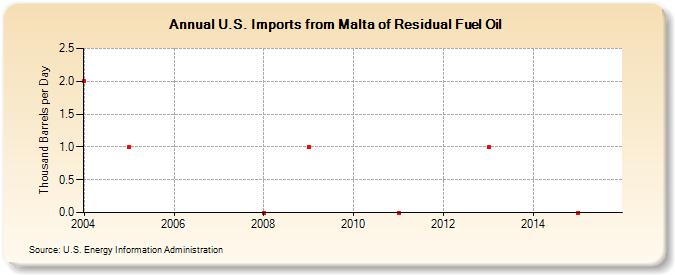 Annual U.S. Imports from Malta of Residual Fuel Oil
Thousand Barrels per Day
2.5
2.0
1.5
1.0
0.5
0.0
2004 2006 2008 2010 2012 2014
Source: U.S. Energy Information Administration